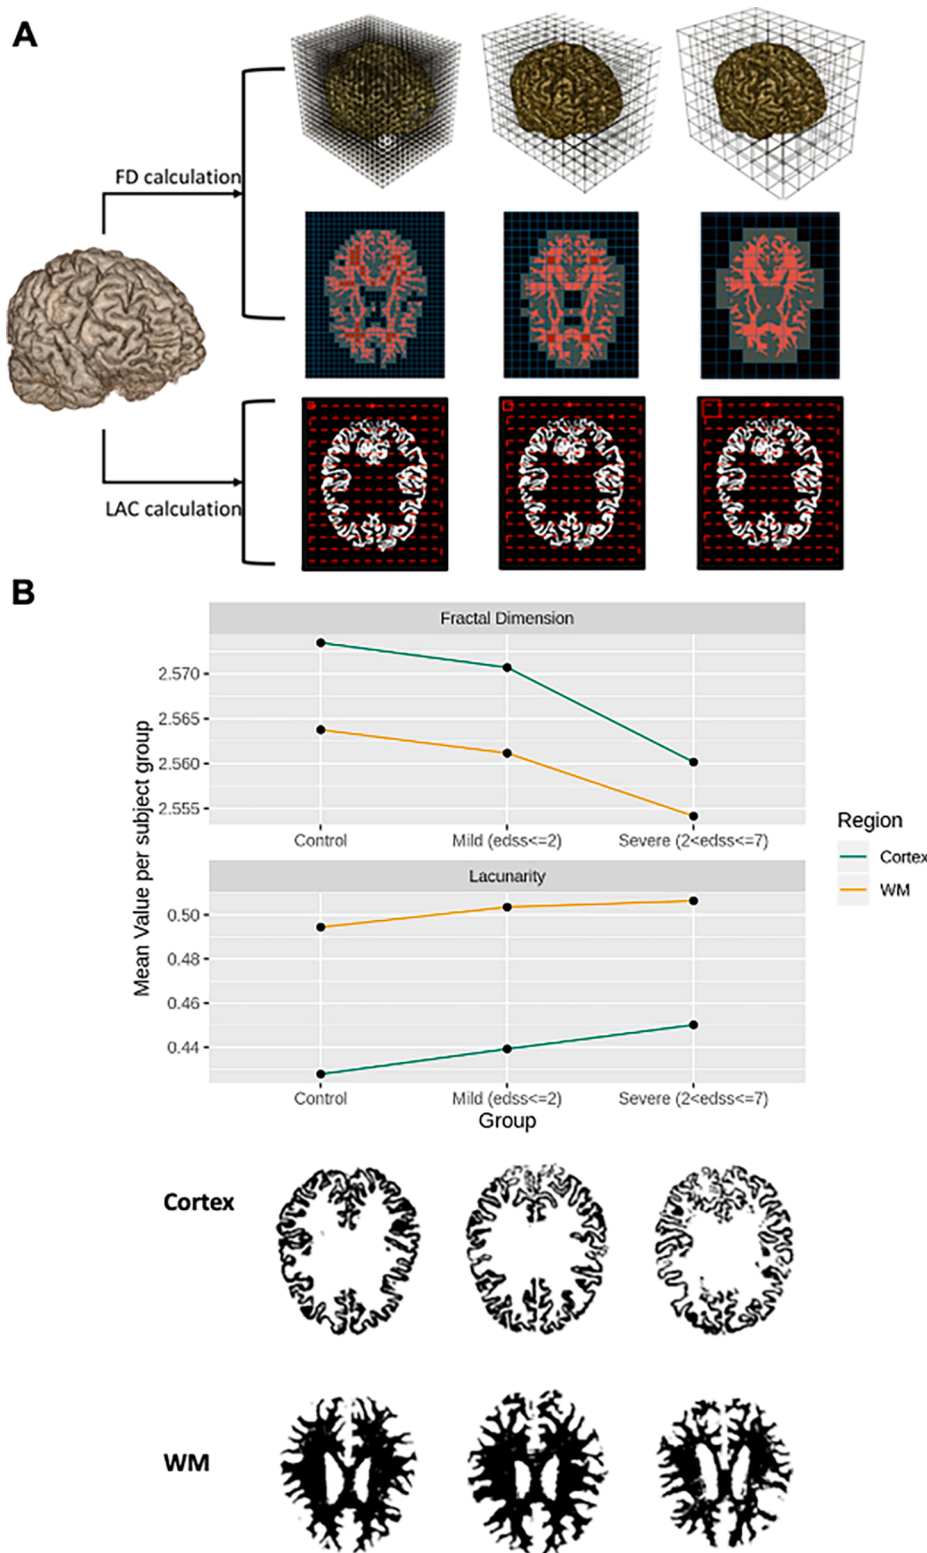 A
FD calculation
LAC calculation
B
Fractal Dimension
2.570
2.565
2.560
2.555
Control
Mild (edss<=2)
Severe (2<edss<=7)
Lacunarity
0.50
0.48
0.46
0.44
Control
Mild (edss<=2)
Severe (2<edss<=7)
Group
Mean Value per subject group
Region
Cortex
WM
Cortex
WM